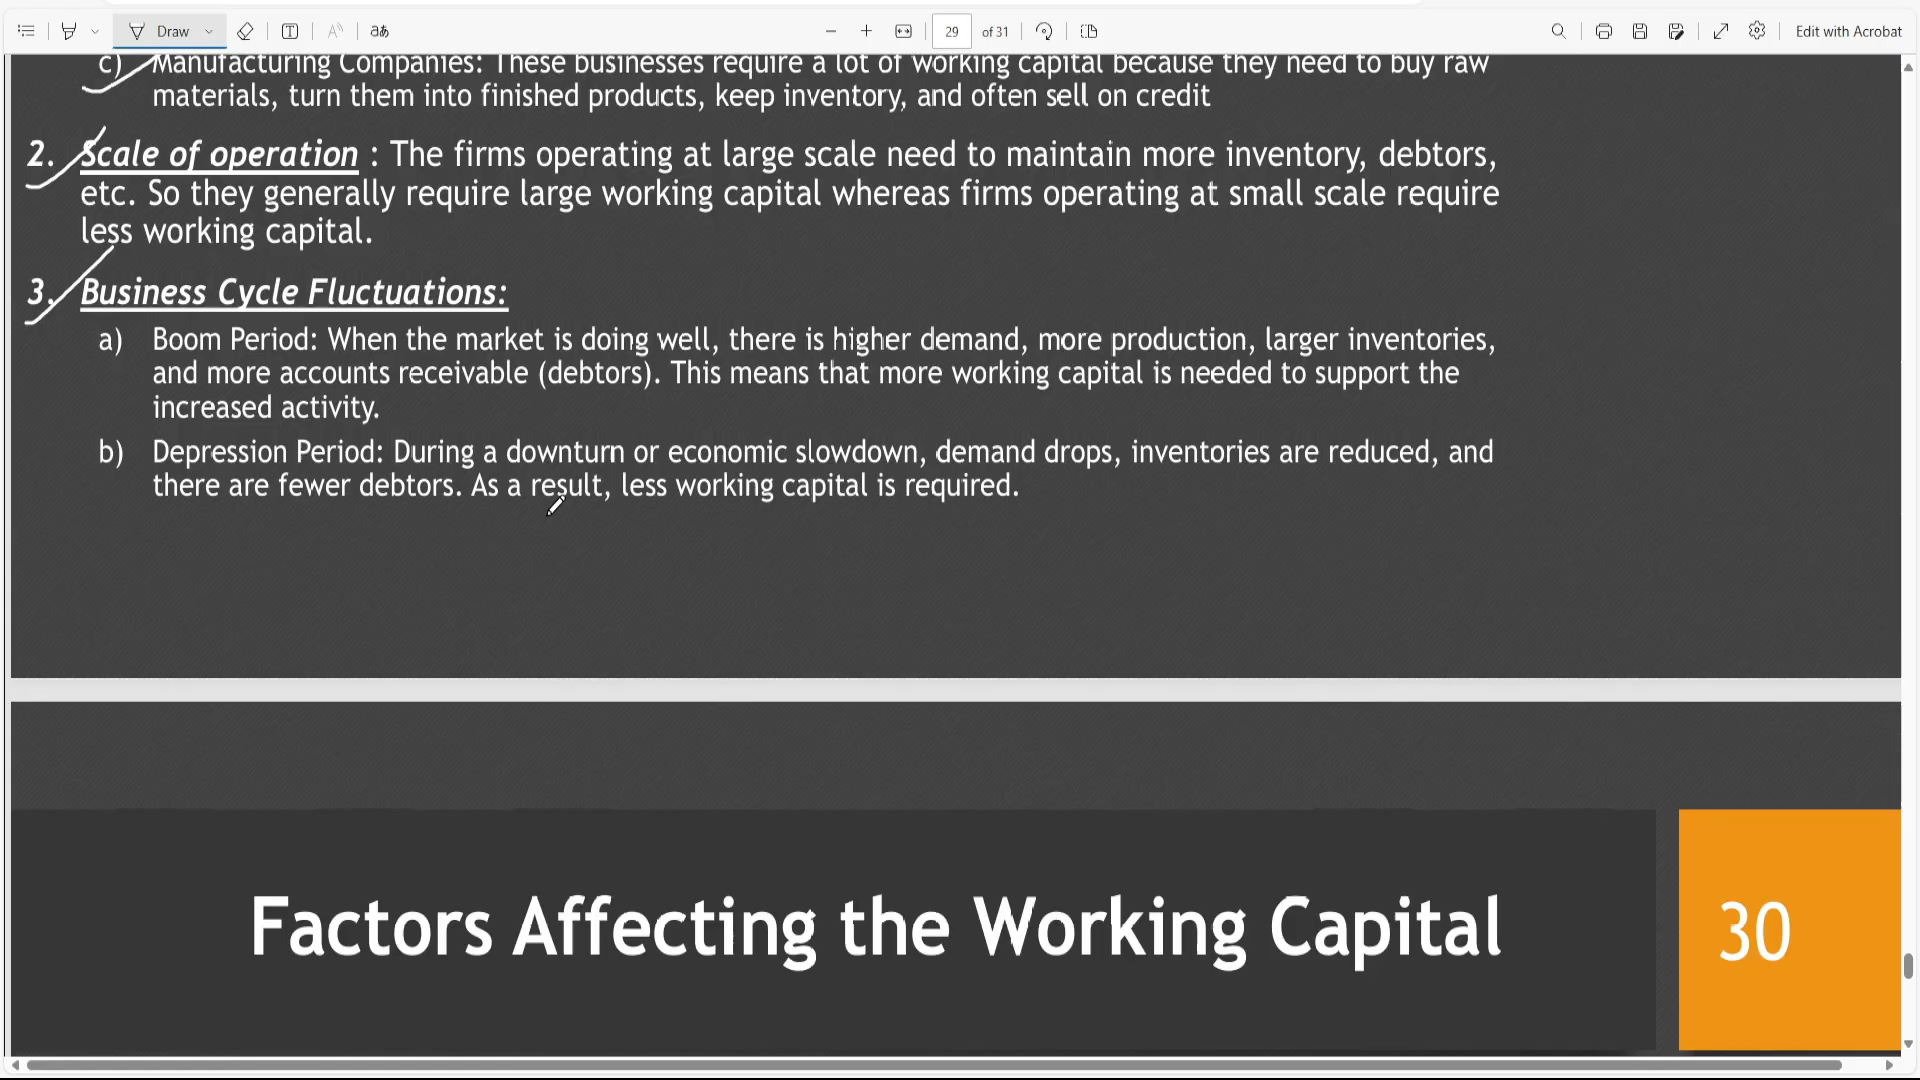 Draw
29 of 31
Edit with Acrobat
c) Manufacturing Companies: These businesses require a lot of working capital because they need to buy raw
materials, turn them into finished products, keep inventory, and often sell on credit
2. Scale of operation : The firms operating at large scale need to maintain more inventory, debtors,
etc. So they generally require large working capital whereas firms operating at small scale require
less working capital.
3. Business Cycle Fluctuations:
a) Boom Period: When the market is doing well, there is higher demand, more production, larger inventories,
and more accounts receivable (debtors). This means that more working capital is needed to support the
increased activity.
b) Depression Period: During a downturn or economic slowdown, demand drops, inventories are reduced, and
there are fewer debtors. As a result, less working capital is required.
Factors Affecting the Working Capital
30